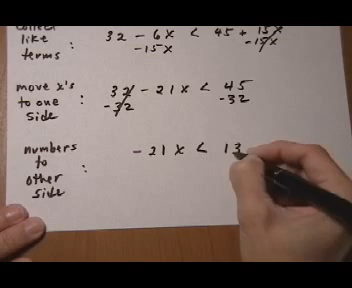 collect
like
terms :
32 - 6x < 45 + 15x
-15x -15x
move x's
to one
side :
32 - 21x < 45
-32 -32
numbers
to
other
side :
- 21x < 13